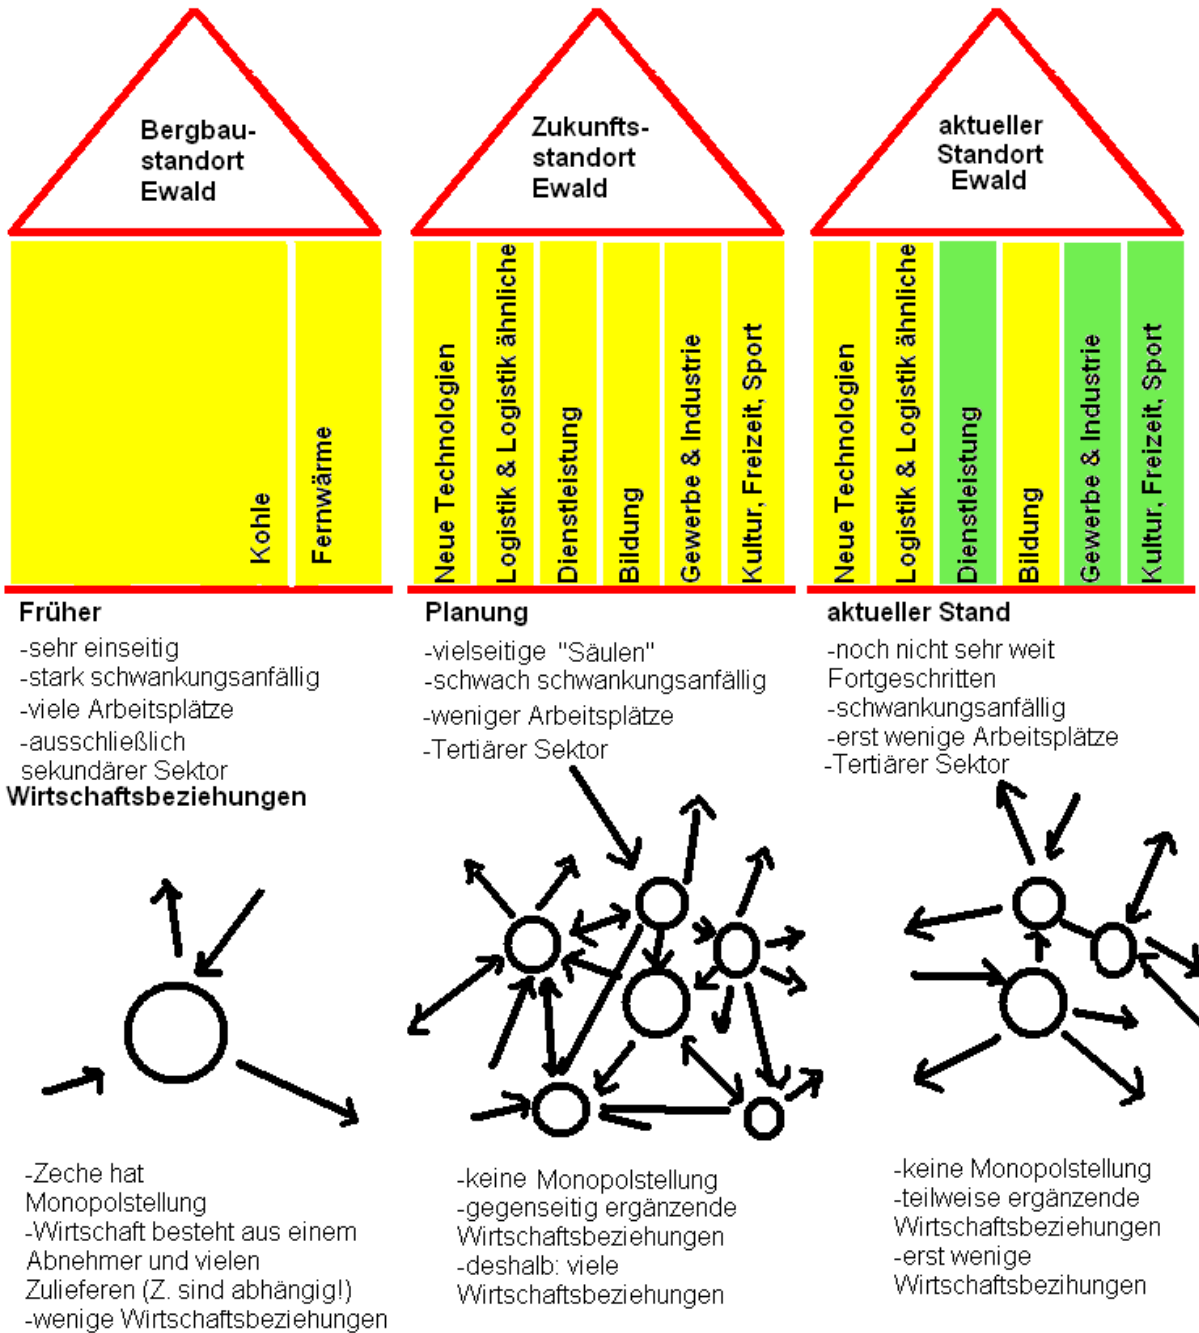 Bergbau-
standort
Ewald
Zukunfts-
standort
Ewald
aktueller
Standort
Ewald
Kohle
Fernwärme
Neue Technologien
Logistik & Logistik ähnliche
Dienstleistung
Bildung
Gewerbe & Industrie
Kultur, Freizeit, Sport
Neue Technologien
Logistik & Logistik ähnliche
Dienstleistung
Bildung
Gewerbe & Industrie
Kultur, Freizeit, Sport
Früher
-sehr einseitig
-stark schwankungsanfällig
-viele Arbeitsplätze
-ausschließlich
sekundärer Sektor
Planung
-vielseitige "Säulen"
-schwach schwankungsanfällig
-weniger Arbeitsplätze
-Tertiärer Sektor
aktueller Stand
-noch nicht sehr weit
Fortgeschritten
-schwankungsanfällig
-erst wenige Arbeitsplätze
-Tertiärer Sektor
Wirtschaftsbeziehungen
-Zeche hat
Monopolstellung
-Wirtschaft besteht aus einem
Abnehmer und vielen
Zulieferen (Z. sind abhängig!)
-wenige Wirtschaftsbeziehungen
-keine Monopolstellung
-gegenseitig ergänzende
Wirtschaftsbeziehungen
-deshalb: viele
Wirtschaftsbeziehungen
-keine Monopolstellung
-teilweise ergänzende
Wirtschaftsbeziehungen
-erst wenige
Wirtschaftsbezihungen